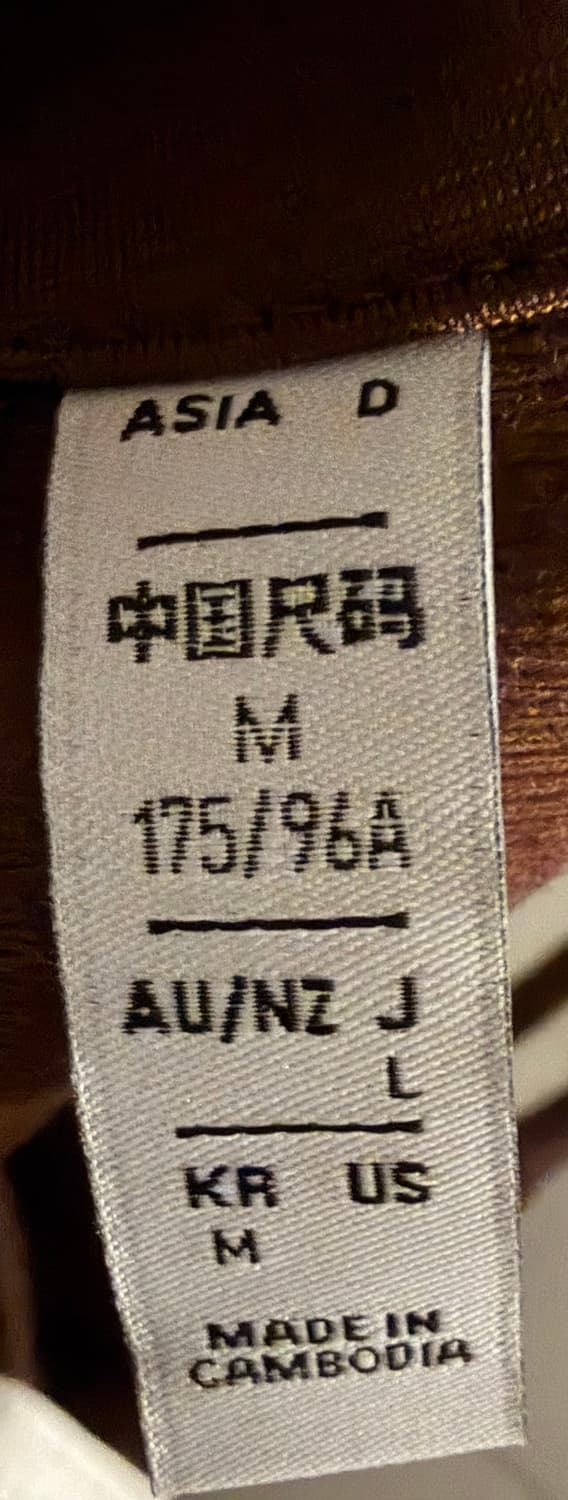 ASIA D
中国尺码
M
175/96A
AU/NZ J
L
KR US
M
MADE IN
CAMBODIA